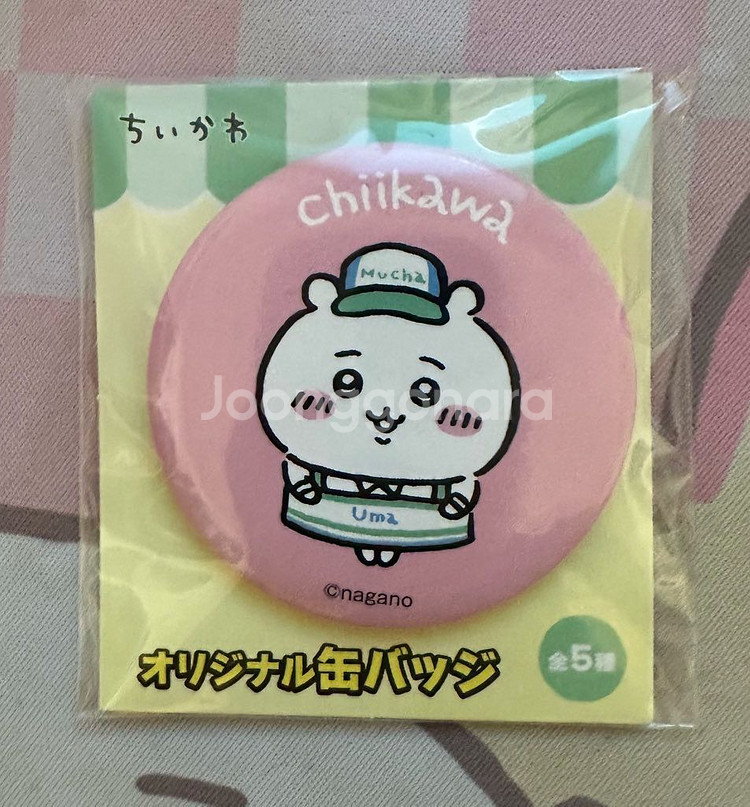 ちいかわ
chiikawa
Mucha
Joonggonara
Uma
©nagano
オリジナル缶バッジ
全5種